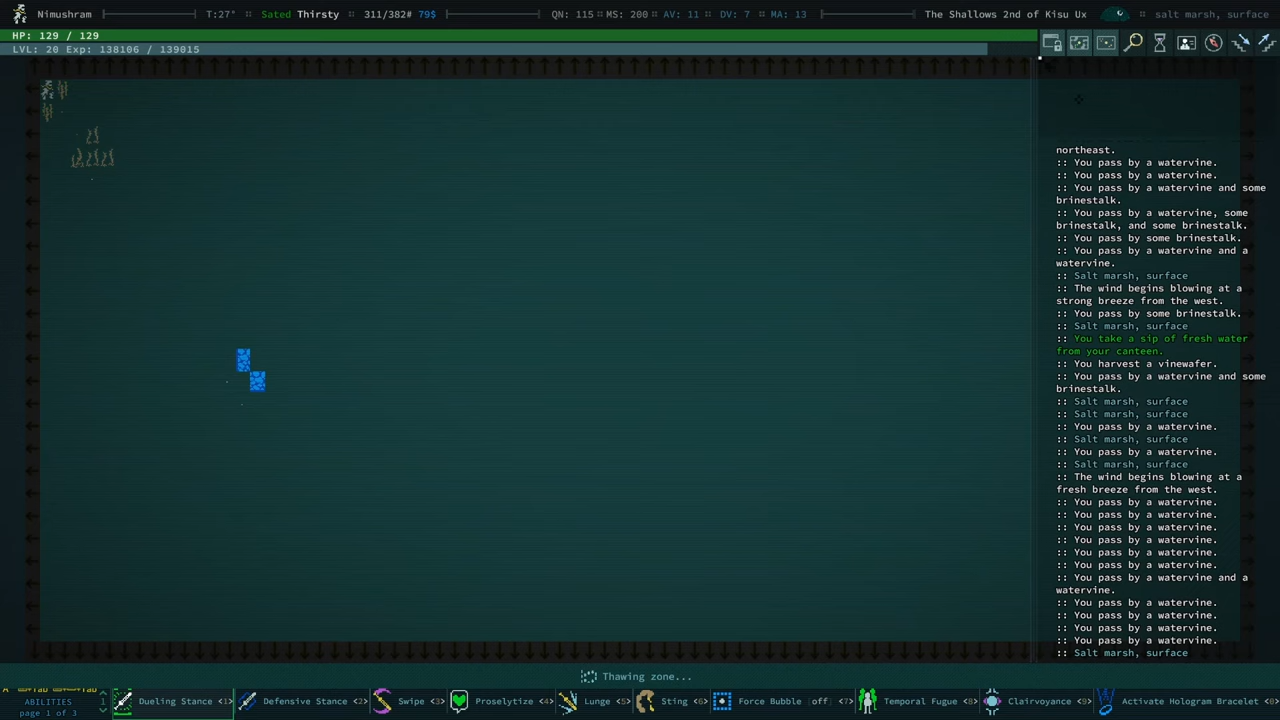 Nimushram T:27° :: Sated Thirsty :: 311/382# 79$ QN: 115 :: MS: 200 :: AV: 11 :: DV: 7 :: MA: 13 The Shallows 2nd of Kisu Ux :: salt marsh, surface
HP: 129 / 129
LVL: 20 Exp: 138106 / 139015
northeast.
:: You pass by a watervine.
:: You pass by a watervine.
:: You pass by a watervine and some
brinestalk.
:: You pass by a watervine, some
brinestalk, and some brinestalk.
:: You pass by some brinestalk.
:: You pass by a watervine and a
watervine.
:: Salt marsh, surface
:: The wind begins blowing at a
strong breeze from the west.
:: You pass by some brinestalk.
:: Salt marsh, surface
:: You take a sip of fresh water
from your canteen.
:: You harvest a vinewafer.
:: You pass by a watervine and some
brinestalk.
:: Salt marsh, surface
:: Salt marsh, surface
:: You pass by a watervine.
:: Salt marsh, surface
:: You pass by a watervine.
:: Salt marsh, surface
:: The wind begins blowing at a
fresh breeze from the west.
:: You pass by a watervine.
:: You pass by a watervine.
:: You pass by a watervine.
:: You pass by a watervine.
:: You pass by a watervine.
:: You pass by a watervine.
:: You pass by a watervine and a
watervine.
:: You pass by a watervine.
:: You pass by a watervine.
:: You pass by a watervine.
:: You pass by a watervine.
:: Salt marsh, surface
Thawing zone...
ABILITIES
page 1 of 3
1
Dueling Stance <1> Defensive Stance <2> Swipe <3> Proselytize <4> Lunge <5> Sting <6> Force Bubble [off] <7> Temporal Fugue <8> Clairvoyance <9> Activate Hologram Bracelet <0>